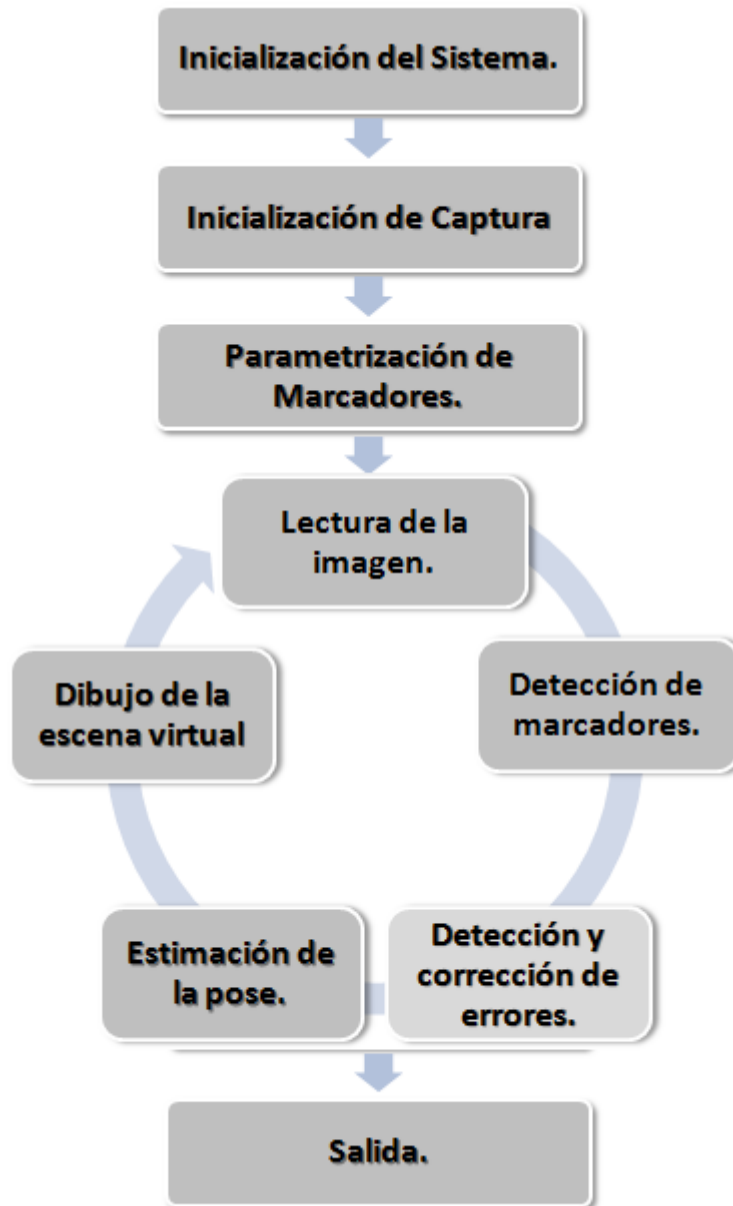 Inicialización del Sistema.
Inicialización de Captura
Parametrización de
Marcadores.
Lectura de la
imagen.
Detección de
marcadores.
Detección y
corrección de
errores.
Estimación de
la pose.
Dibujo de la
escena virtual
Salida.